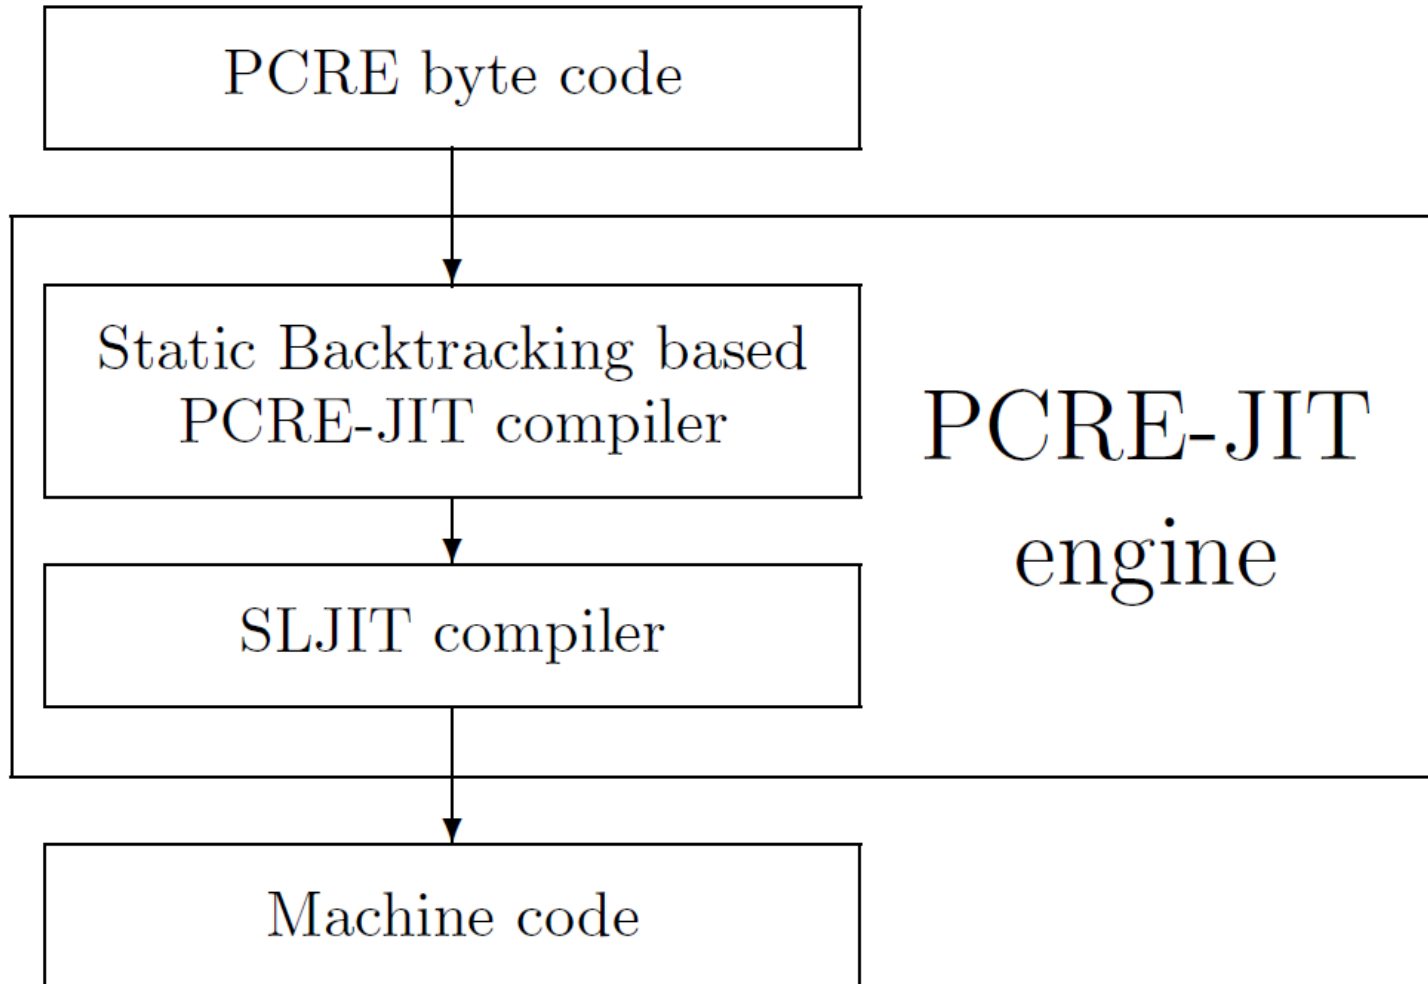 PCRE byte code
Static Backtracking based
PCRE-JIT compiler
PCRE-JIT
engine
SLJIT compiler
Machine code